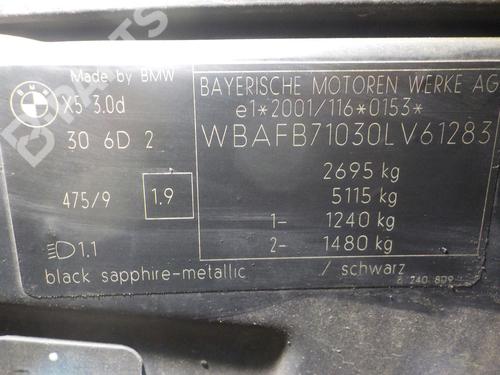 BMW
Made by BMW
X5 3.0d
30 6D 2
475/9
1.9
1.1
black sapphire-metallic
BAYERISCHE MOTOREN WERKE AG
e1*2001/116*0153*
WBAFB71030LV61283
2695 kg
5115 kg
1- 1240 kg
2- 1480 kg
/ schwarz